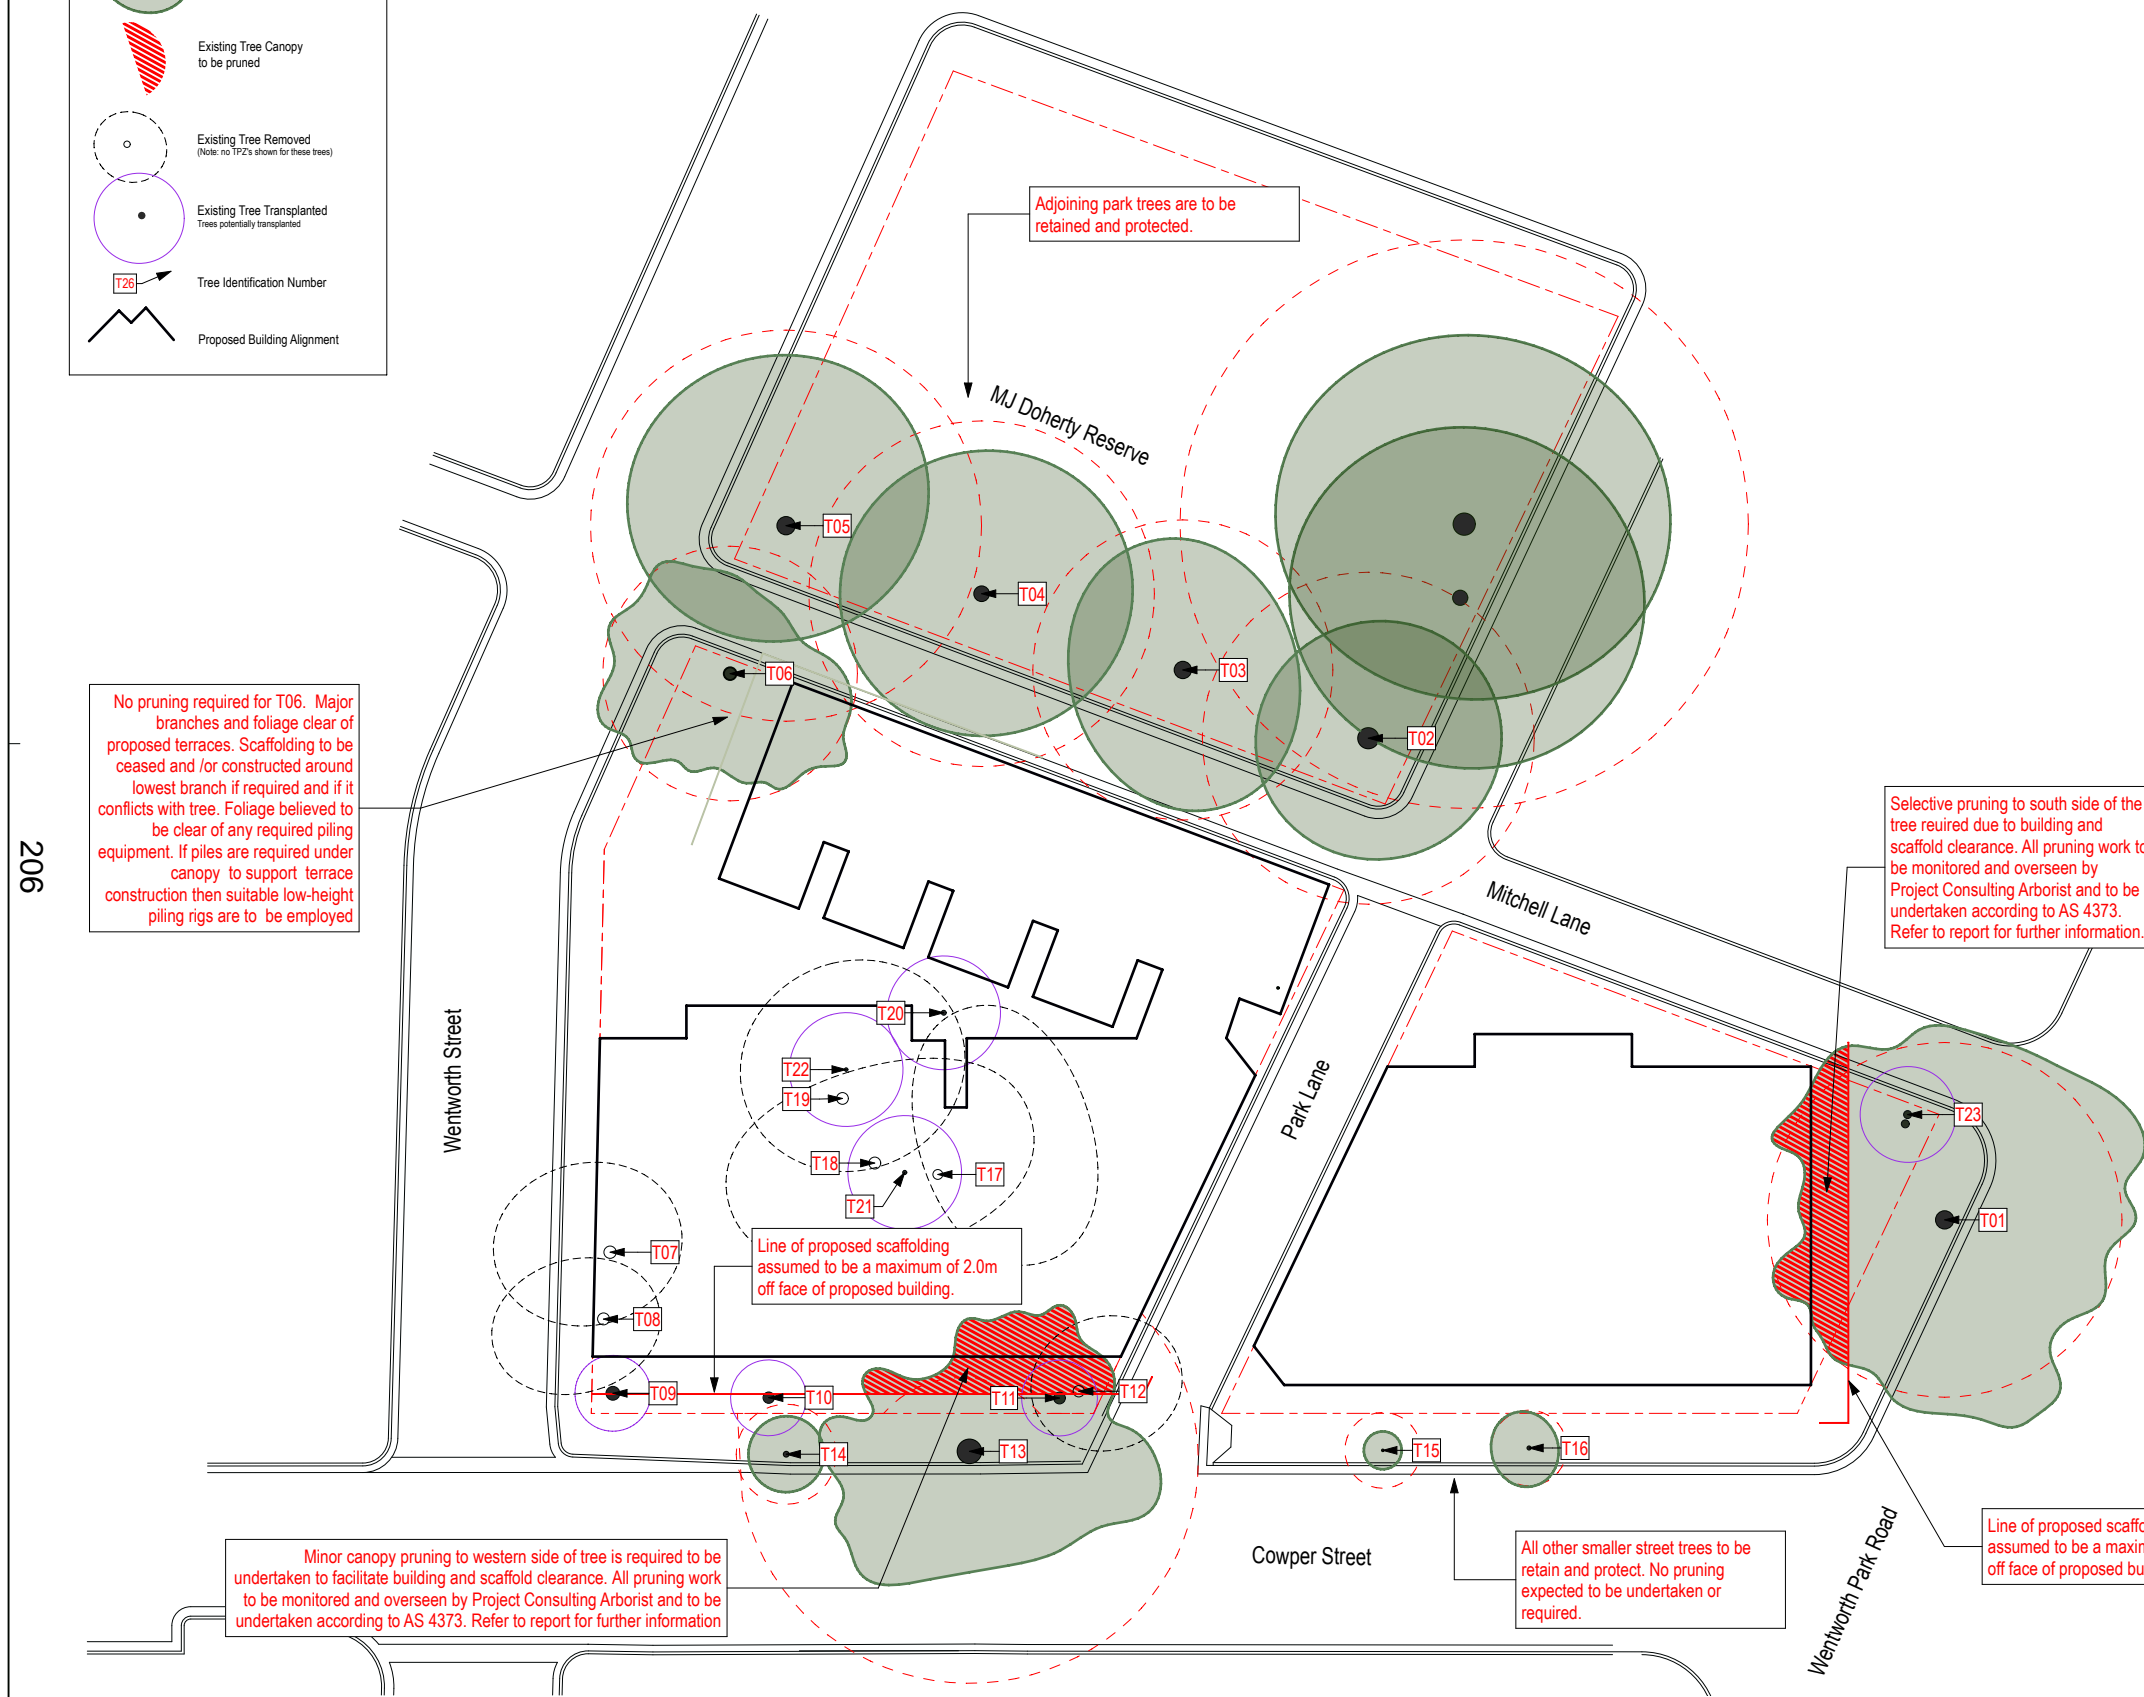 Existing Tree Canopy
to be pruned
Existing Tree Removed
(Note: no TPZ's shown for these trees)
Existing Tree Transplanted
Trees potentially transplanted
T26
Tree Identification Number
Proposed Building Alignment
Adjoining park trees are to be
retained and protected.
MJ Doherty Reserve
T05
T04
T03
T06
T02
No pruning required for T06. Major
branches and foliage clear of
proposed terraces. Scaffolding to be
ceased and /or constructed around
lowest branch if required and if it
conflicts with tree. Foliage believed to
be clear of any required piling
equipment. If piles are required under
canopy to support terrace
construction then suitable low-height
piling rigs are to be employed
206
Selective pruning to south side of the
tree reuired due to building and
scaffold clearance. All pruning work to
be monitored and overseen by
Project Consulting Arborist and to be
undertaken according to AS 4373.
Refer to report for further information.
Mitchell Lane
Wentworth Street
Park Lane
T20
T22
T19
T18
T17
T21
T23
T01
T07
T08
Line of proposed scaffolding
assumed to be a maximum of 2.0m
off face of proposed building.
T09
T10
T11
T12
T14
T13
T15
T16
Minor canopy pruning to western side of tree is required to be
undertaken to facilitate building and scaffold clearance. All pruning work
to be monitored and overseen by Project Consulting Arborist and to be
undertaken according to AS 4373. Refer to report for further information
Cowper Street
All other smaller street trees to be
retain and protect. No pruning
expected to be undertaken or
required.
Wentworth Park Road
Line of proposed
assumed to be a
off face of proposed